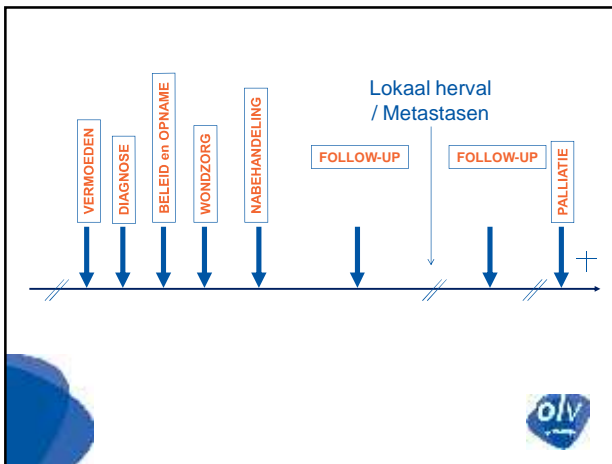 Lokaal herval
/ Metastasen
VERMOEDEN
DIAGNOSE
BELEID en OPNAME
WONDZORG
NABEHANDELING
FOLLOW-UP
FOLLOW-UP
PALLIATIE
olv